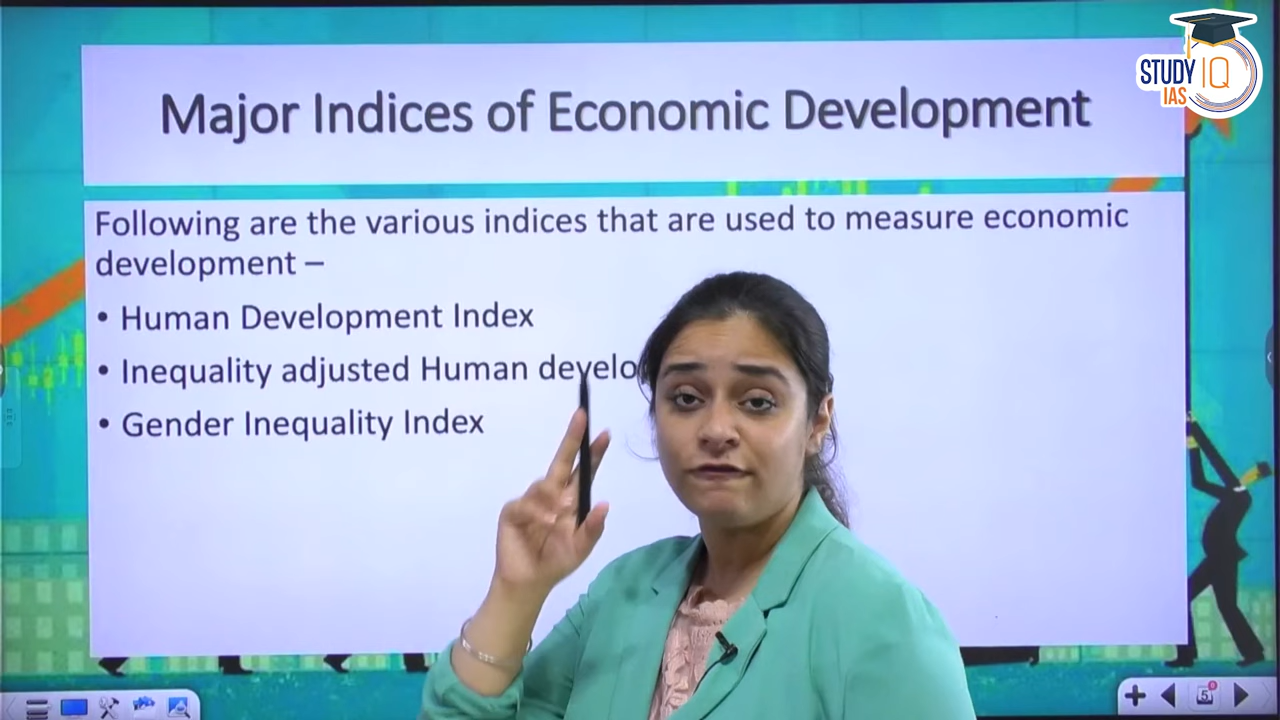 STUDY IQ
IAS
Major Indices of Economic Development
Following are the various indices that are used to measure economic
development –
• Human Development Index
• Inequality adjusted Human develo
• Gender Inequality Index
5